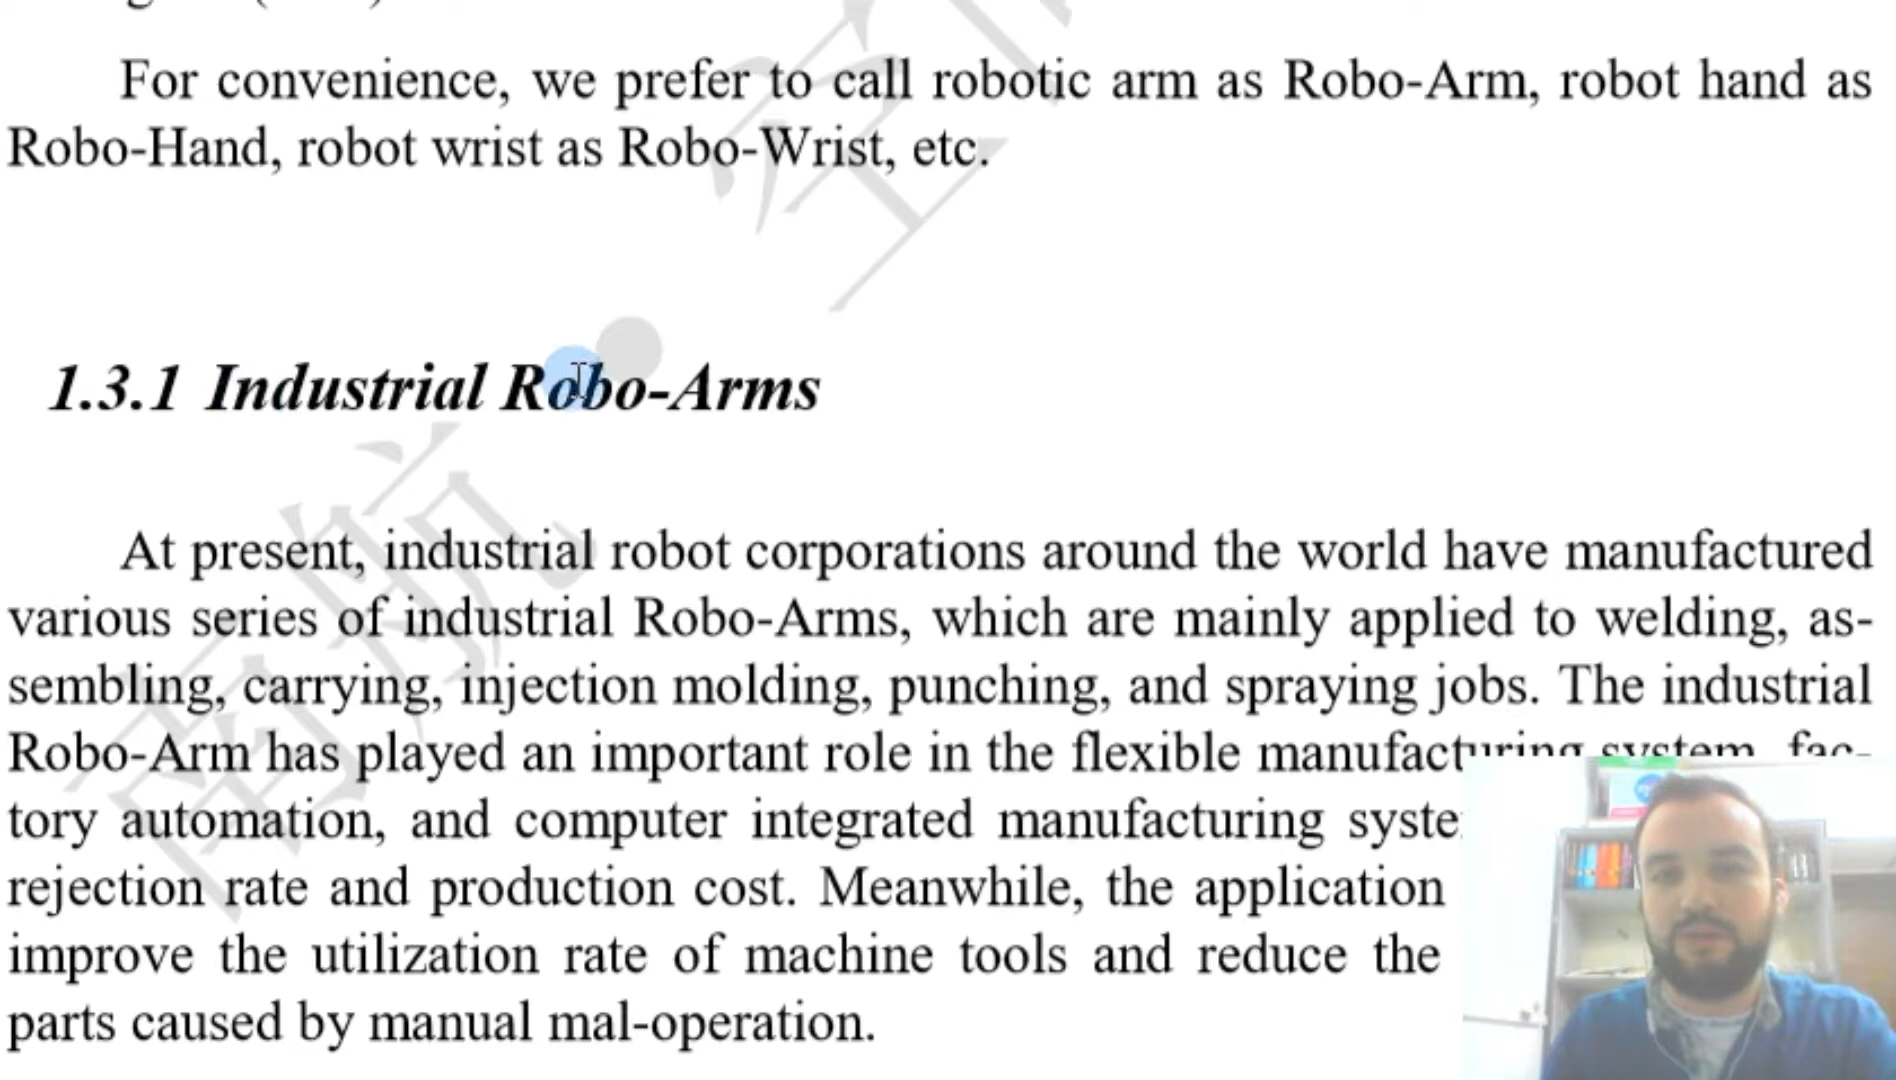 For convenience, we prefer to call robotic arm as Robo-Arm, robot hand as
Robo-Hand, robot wrist as Robo-Wrist, etc.
1.3.1 Industrial Robo-Arms
At present, industrial robot corporations around the world have manufactured
various series of industrial Robo-Arms, which are mainly applied to welding, as-
sembling, carrying, injection molding, punching, and spraying jobs. The industrial
Robo-Arm has played an important role in the flexible manufacturing system, fac-
tory automation, and computer integrated manufacturing
rejection rate and production cost. Meanwhile, the application
improve the utilization rate of machine tools and reduce the
parts caused by manual mal-operation.
南航